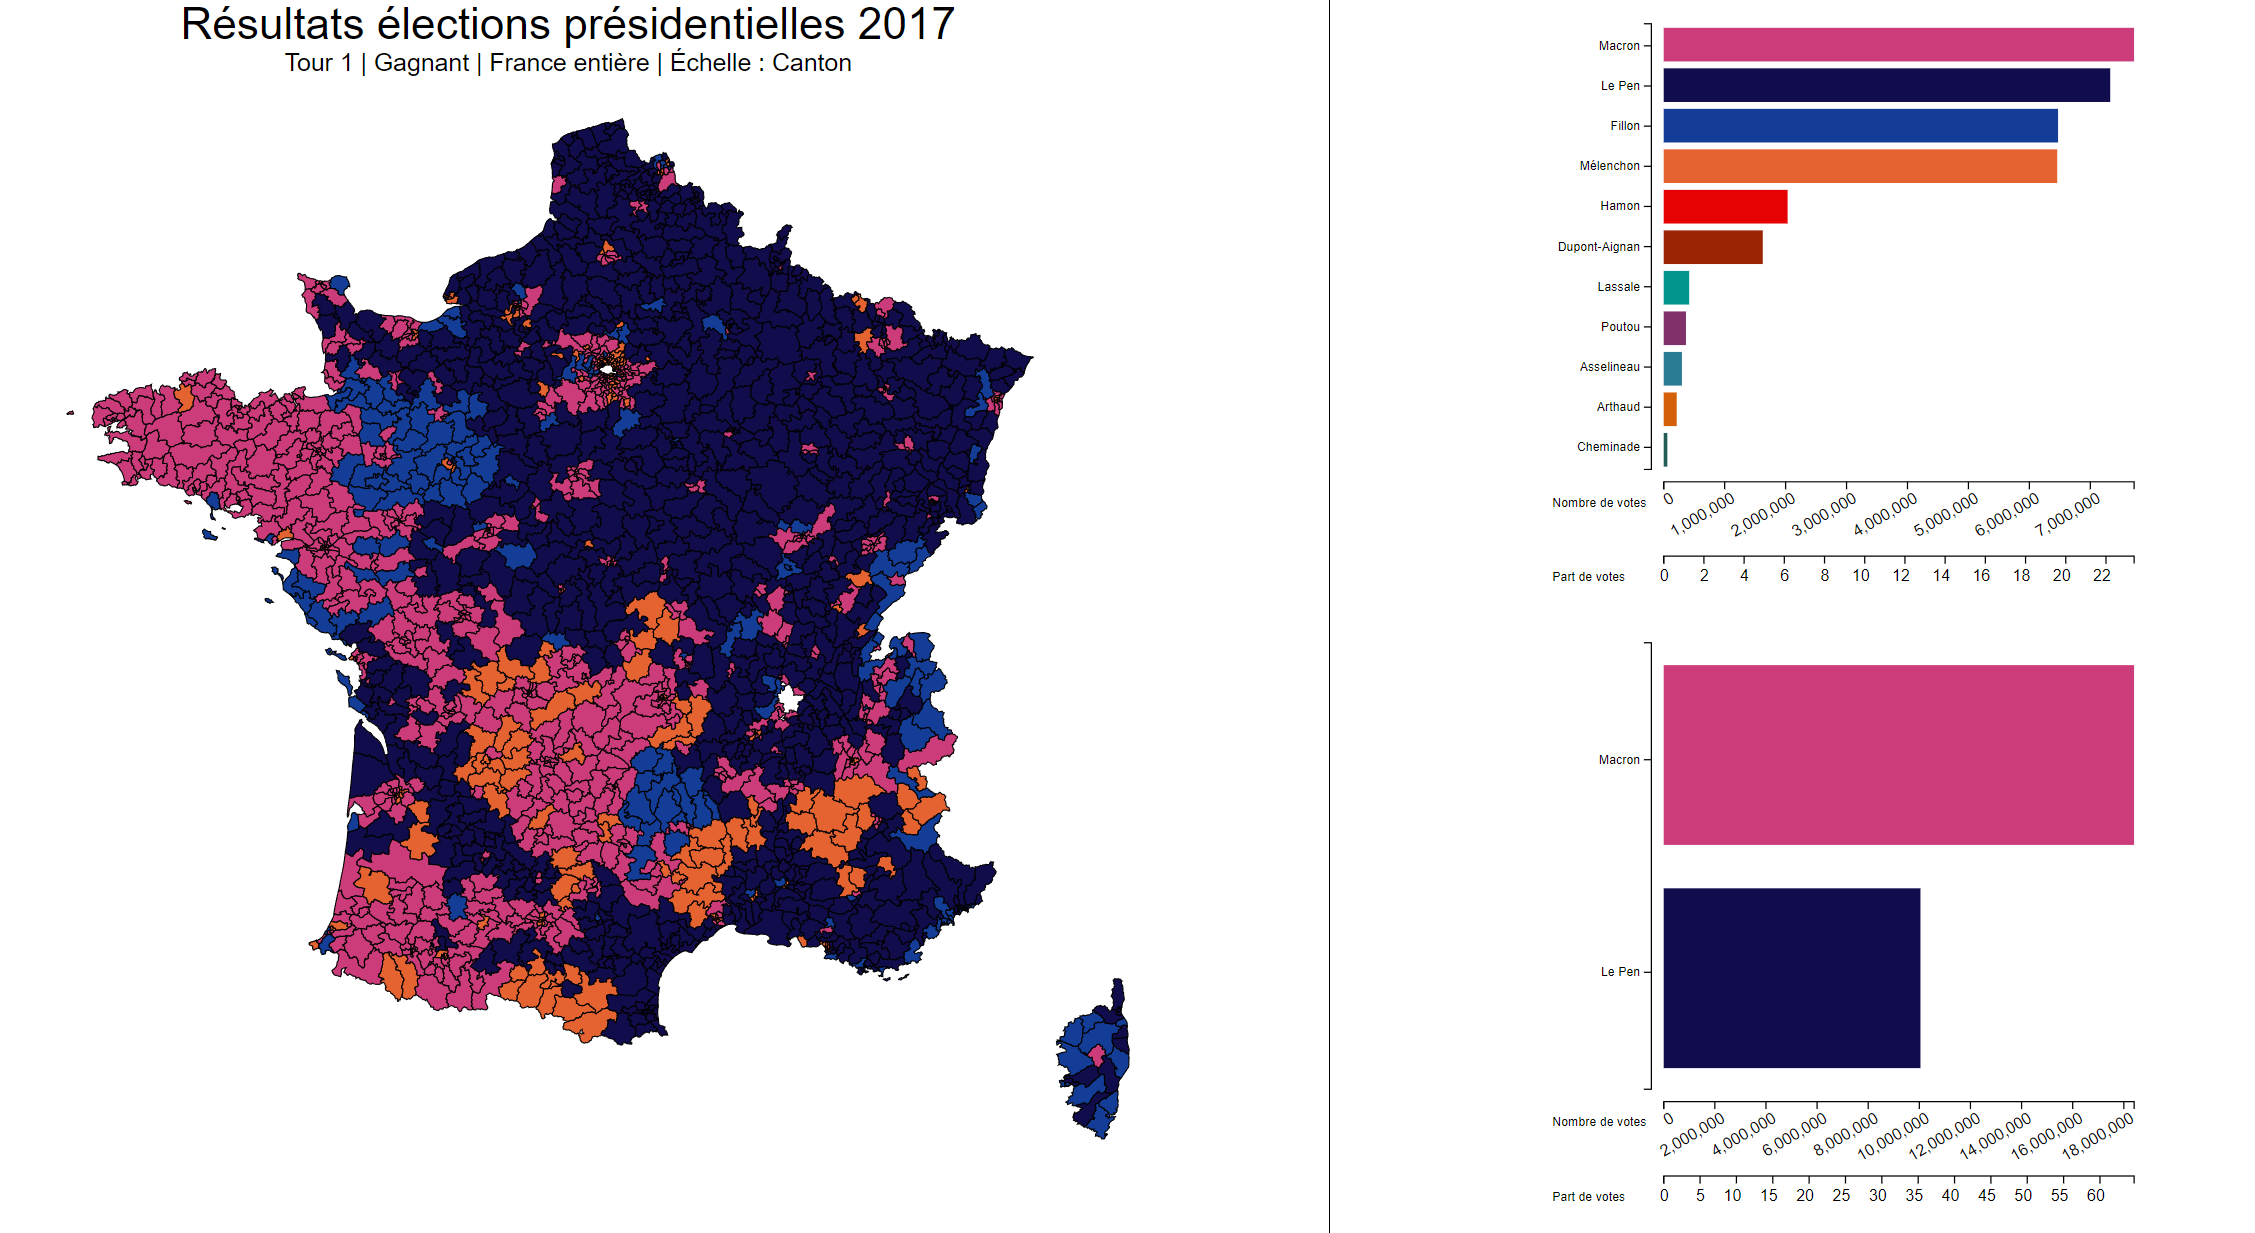 Résultats élections présidentielles 2017
Tour 1 | Gagnant | France entière | Échelle : Canton
Macron
Le Pen
Fillon
Mélenchon
Hamon
Dupont-Aignan
Lassale
Poutou
Asselineau
Arthaud
Cheminade
Nombre de votes
0 1,000,000 2,000,000 3,000,000 4,000,000 5,000,000 6,000,000 7,000,000
Part de votes
0 2 4 6 8 10 12 14 16 18 20 22
Macron
Le Pen
Nombre de votes
0 2,000,000 4,000,000 6,000,000 8,000,000 10,000,000 12,000,000 14,000,000 16,000,000 18,000,000
Part de votes
0 5 10 15 20 25 30 35 40 45 50 55 60